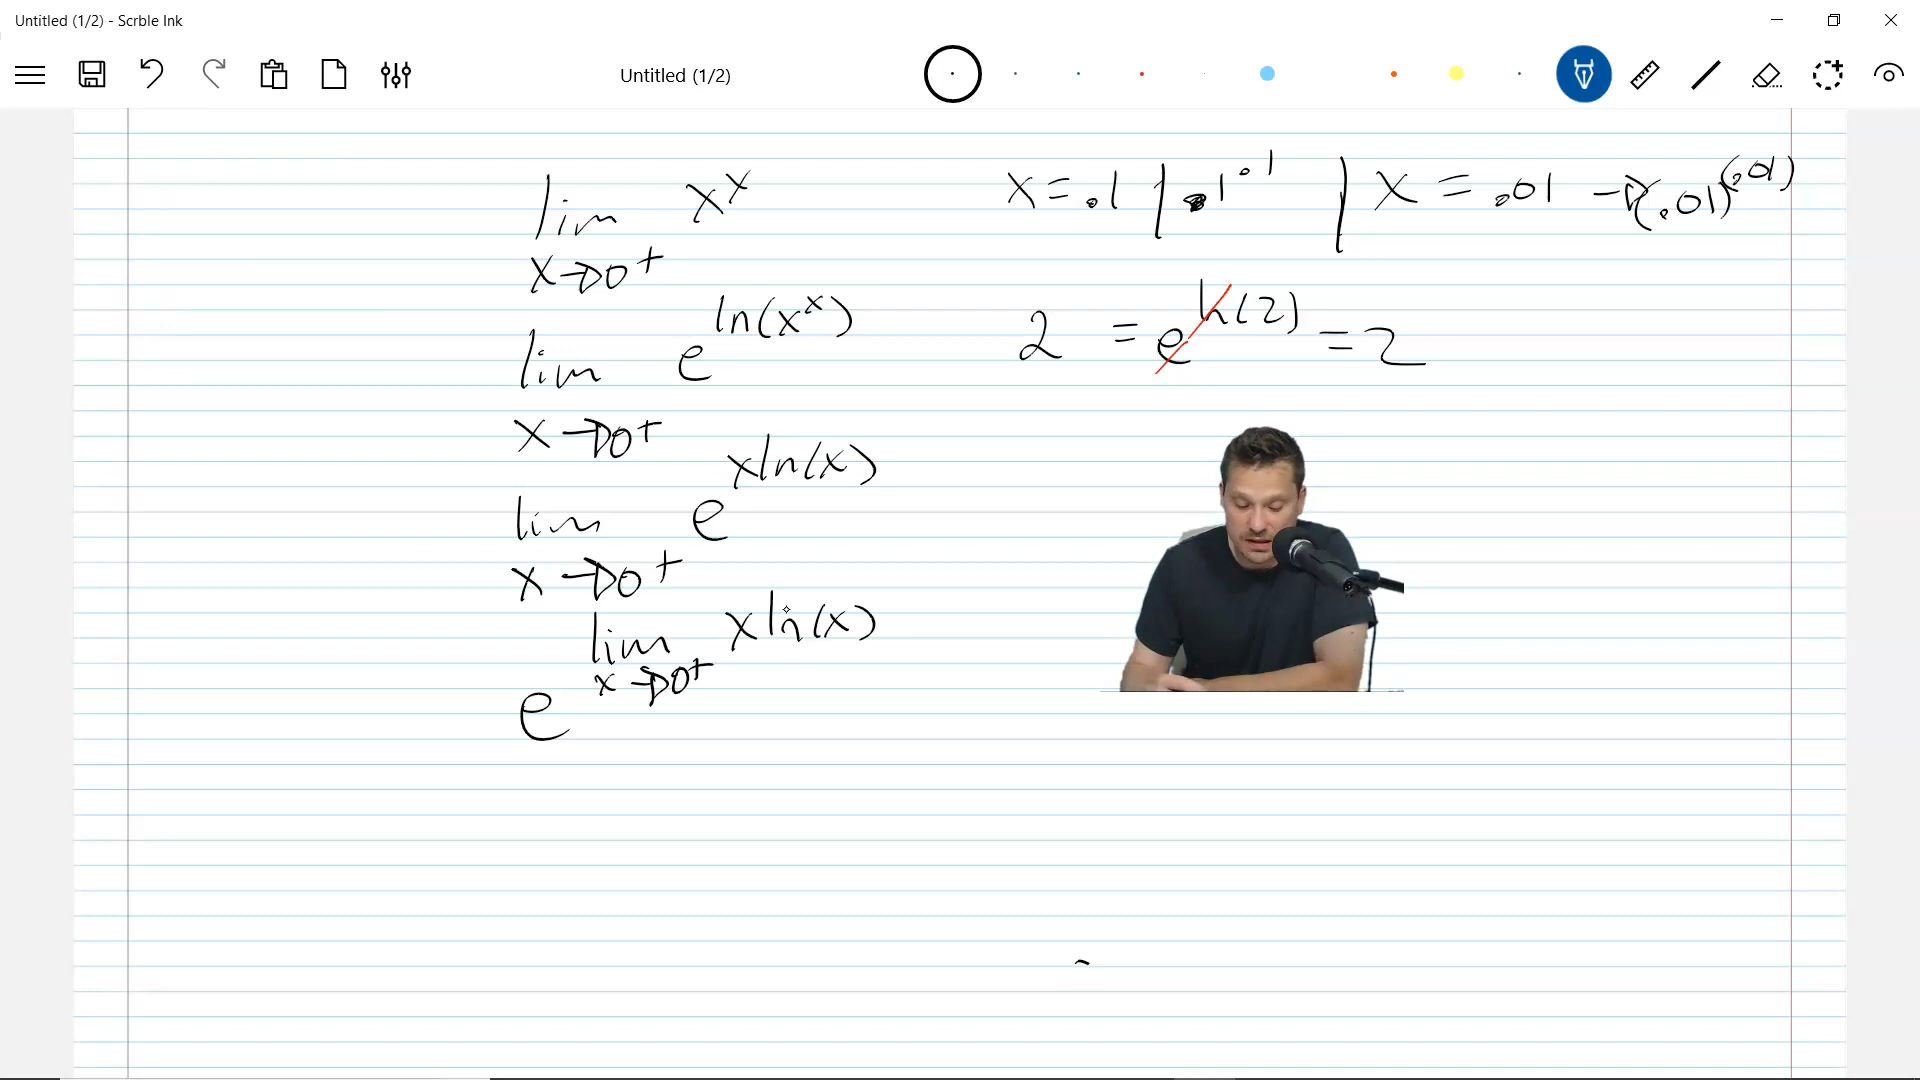 Untitled (1/2) - Scrble Ink
Untitled (1/2)
lim x^x
x→0+
x = .1 | .1^.1 | x = .01 → (.01)^(.01)
lim e^ln(x^x)
x→0+
2 = e^ln(2) = 2
lim e^xln(x)
x→0+
lim xln(x)
x→0+
e